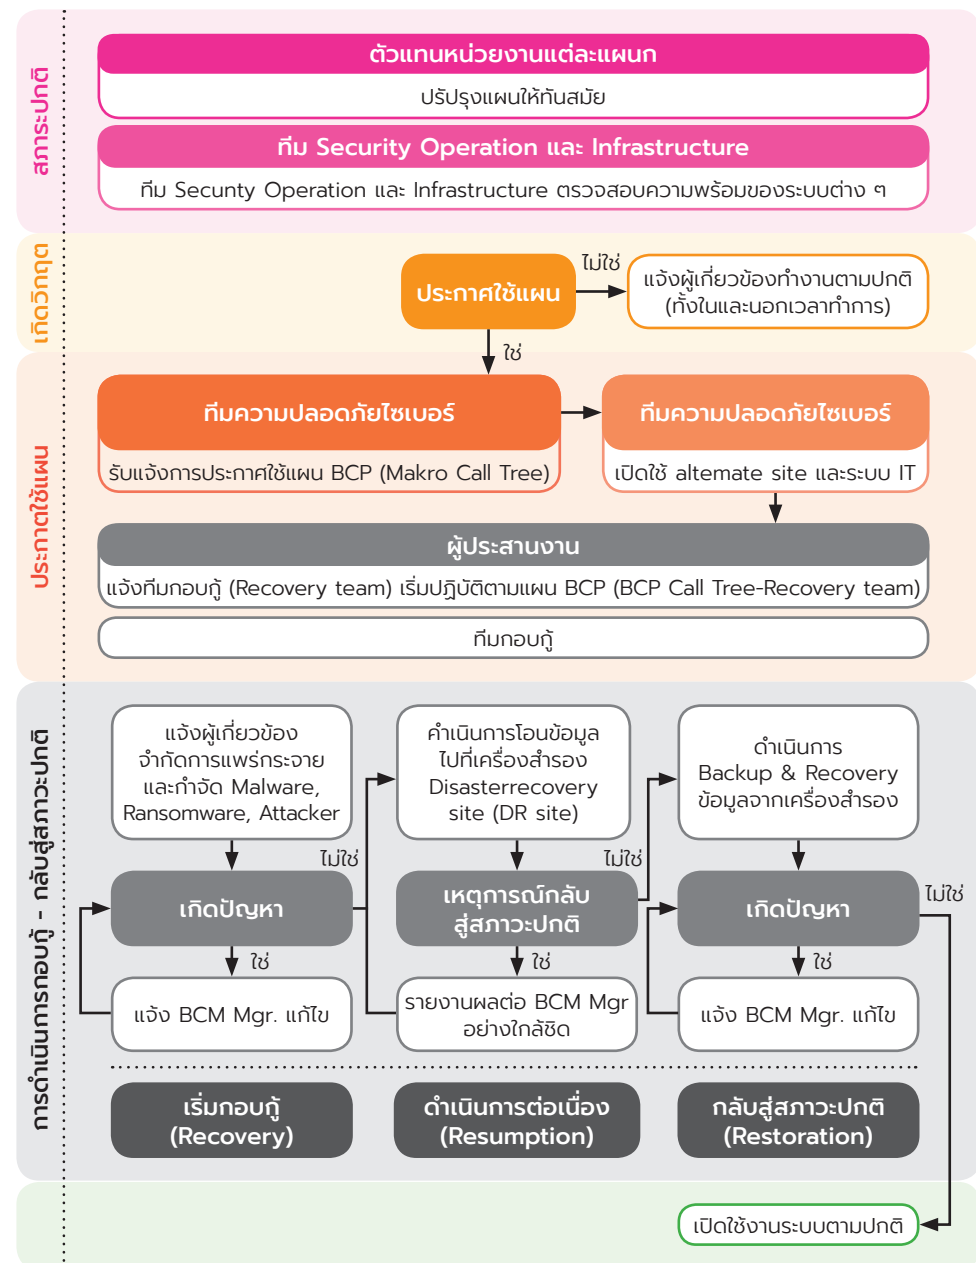 สภาระปกติ
ตัวแทนหน่วยงานแต่ละแผนก
ปรับปรุงแผนให้ทันสมัย
ทีม Security Operation และ Infrastructure
ทีม Secunty Operation และ Infrastructure ตรวจสอบความพร้อมของระบบต่าง ๆ
เกิดวิกฤต
ประกาศใช้แผน
ไม่ใช่
แจ้งผู้เกี่ยวข้องทำงานตามปกติ
(ทั้งในและนอกเวลาทำการ)
ใช่
ประกาตใช้แผน
ทีมความปลอดภัยไซเบอร์
รับแจ้งการประกาศใช้แผน BCP (Makro Call Tree)
ทีมความปลอดภัยไซเบอร์
เปิดใช้ altemate site และระบบ IT
ผู้ประสานงาน
แจ้งทีมกอบกู้ (Recovery team) เริ่มปฏิบัติตามแผน BCP (BCP Call Tree-Recovery team)
ทีมกอบกู้
การดำเนินการกอบกู้ - กลับสู่สภาวะปกติ
แจ้งผู้เกี่ยวข้อง
จำกัดการแพร่กระจาย
และกำจัด Malware,
Ransomware, Attacker
ไม่ใช่
เกิดปัญหา
ใช่
แจ้ง BCM Mgr. แก้ไข
คำเนินการโอนข้อมูล
ไปที่เครื่องสำรอง
Disasterrecovery
site (DR site)
ไม่ใช่
เหตุการณ์กลับ
สู่สภาวะปกติ
ใช่
รายงานผลต่อ BCM Mgr
อย่างใกล้ชิด
ดำเนินการ
Backup & Recovery
ข้อมูลจากเครื่องสำรอง
ไม่ใช่
เกิดปัญหา
ใช่
แจ้ง BCM Mgr. แก้ไข
เริ่มกอบกู้
(Recovery)
ดำเนินการต่อเนื่อง
(Resumption)
กลับสู่สภาวะปกติ
(Restoration)
เปิดใช้งานระบบตามปกติ